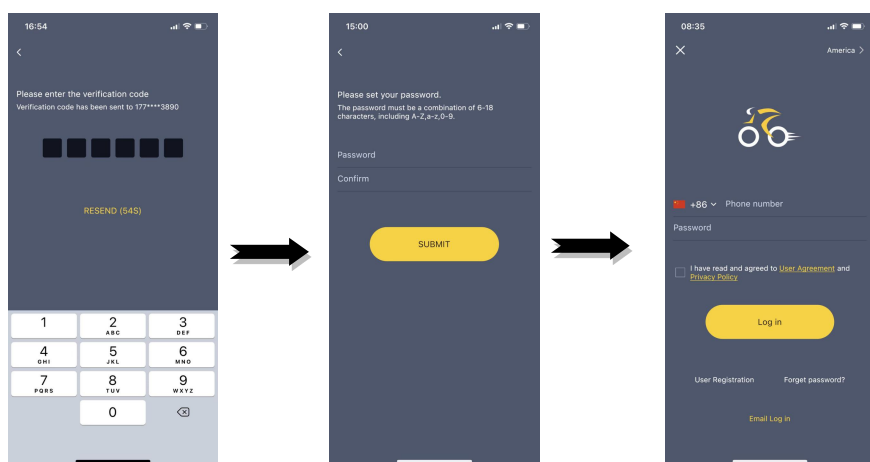 16:54
Please enter the verification code
Verification code has been sent to 177****3890
RESEND (54S)
1
2
ABC
3
DEF
4
GHI
5
JKL
6
MNO
7
PQRS
8
TUV
9
WXYZ
0
15:00
Please set your password.
The password must be a combination of 6-18
characters, including A-Z,a-z,0-9.
Password
Confirm
SUBMIT
08:35
America
+86 Phone number
Password
I have read and agreed to User Agreement and
Privacy Policy
Log in
User Registration Forget password?
Email Log in